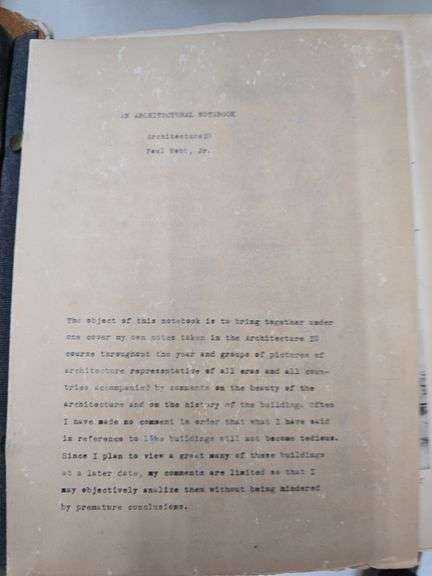 AN ARCHITECTURAL NOTEBOOK
Architecture 20
Paul Jr.
The object of this notebook is to bring together under
one cover my own notes taken in the Architecture 20
course throughout the year and groups of pictures of
architecture representative of all eras and all coun-
tries accompanied by comments on the beauty of the
architecture and on the history of the building. Often
I have made no comment in order that what I have said
in reference to like buildings will not become tedious.
Since I plan to view a great many of these buildings
at a later date, my comments are limited so that I
may objectively analize them without being hindered
by premature conclusions.